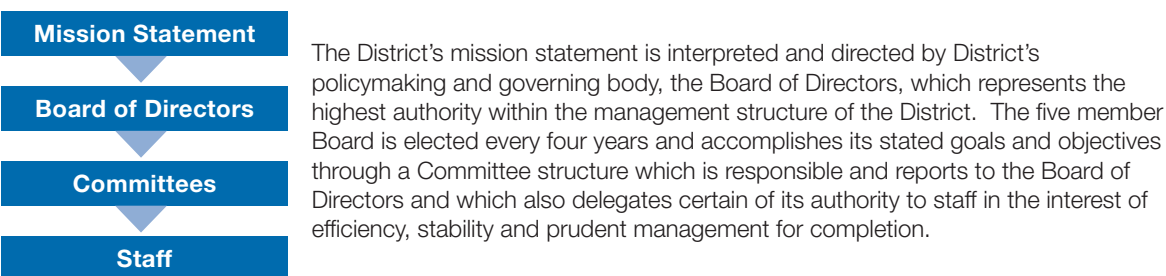 Mission Statement
Board of Directors
Committees
Staff
The District’s mission statement is interpreted and directed by District’s
policymaking and governing body, the Board of Directors, which represents the
highest authority within the management structure of the District.  The five member
Board is elected every four years and accomplishes its stated goals and objectives
through a Committee structure which is responsible and reports to the Board of
Directors and which also delegates certain of its authority to staff in the interest of
efficiency, stability and prudent management for completion.